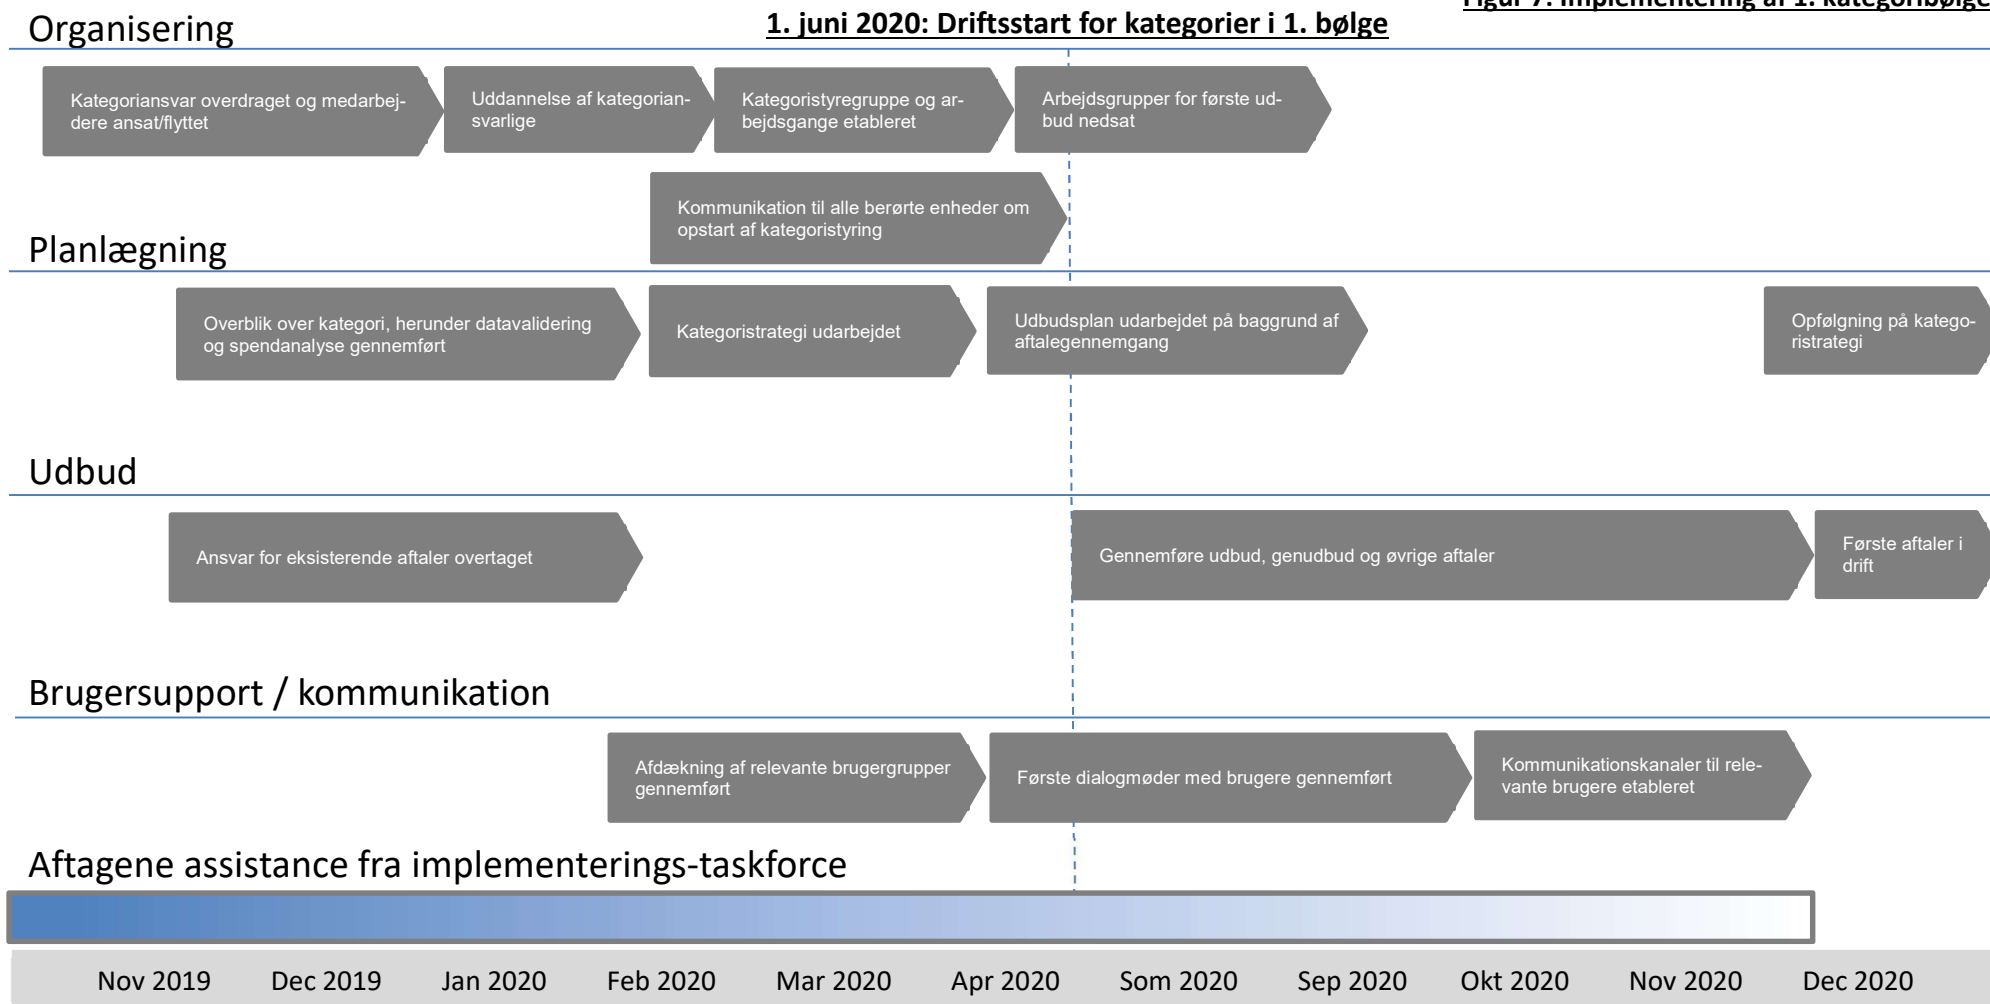 Figur 7: Implementering af 1. kategoribølge
1. juni 2020: Driftsstart for kategorier i 1. bølge
Organisering
Kategoriansvar overdraget og medarbej-
dere ansat/flyttet
Uddannelse af kategorian-
svarlige
Kategoristyregruppe og ar-
bejdsgange etableret
Arbejdsgrupper for første ud-
bud nedsat
Kommunikation til alle berørte enheder om
opstart af kategoristyring
Planlægning
Overblik over kategori, herunder datavalidering
og spendanalyse gennemført
Kategoristrategi udarbejdet
Udbudsplan udarbejdet på baggrund af
aftalegennemgang
Opfølgning på katego-
ristrategi
Udbud
Ansvar for eksisterende aftaler overtaget
Gennemføre udbud, genudbud og øvrige aftaler
Første aftaler i
drift
Brugersupport / kommunikation
Afdækning af relevante brugergrupper
gennemført
Første dialogmøder med brugere gennemført
Kommunikationskanaler til rele-
vante brugere etableret
Aftagene assistance fra implementerings-taskforce
Nov 2019 Dec 2019 Jan 2020 Feb 2020 Mar 2020 Apr 2020 Som 2020 Sep 2020 Okt 2020 Nov 2020 Dec 2020